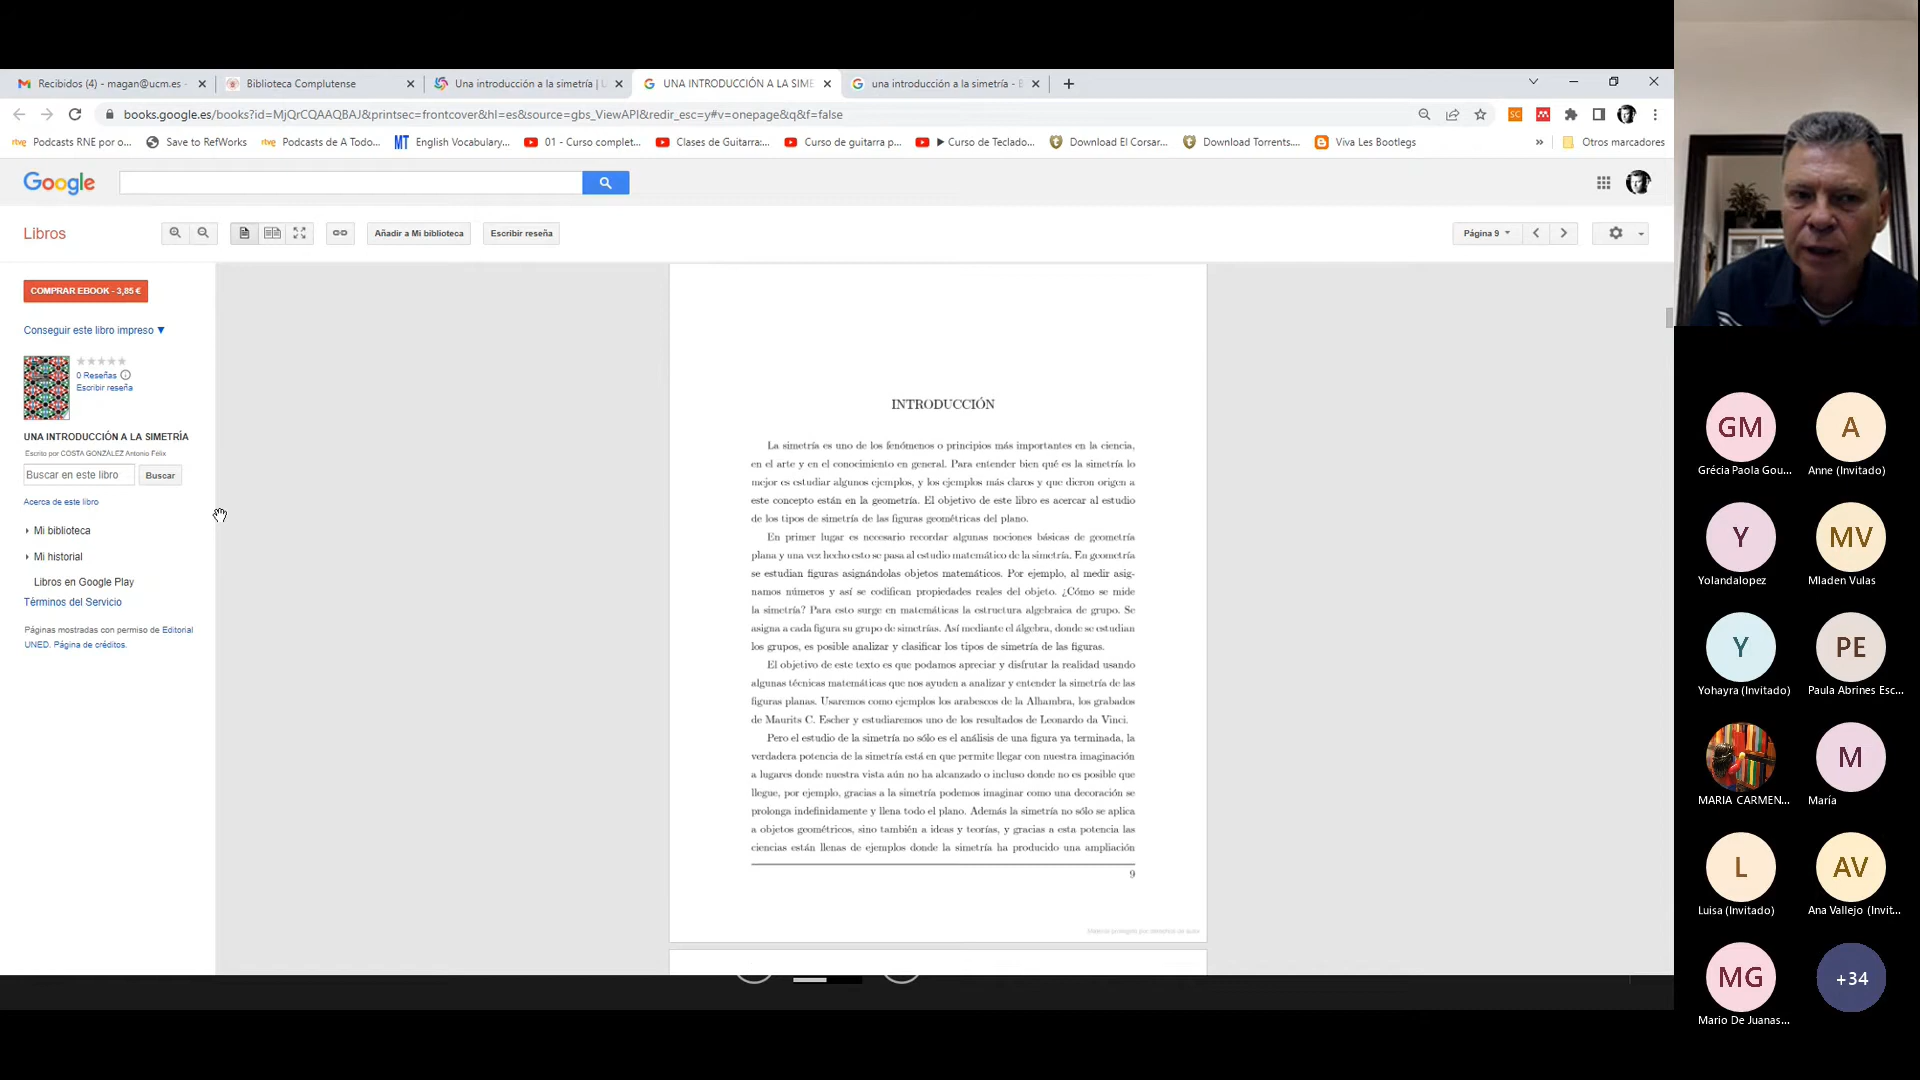 Recibidos (4) - magan@ucm.es -
Biblioteca Complutense
Una introducción a la simetría | U
UNA INTRODUCCIÓN A LA SIME
una introducción a la simetría - B
books.google.es/books?id=MjQrCQAAQBAJ&printsec=frontcover&hl=es&source=gbs_ViewAPI&redir_esc=y#v=onepage&q&f=false
rtve Podcasts RNE por o...
Save to RefWorks
rtve Podcasts de A Todo...
MT English Vocabulary...
01 - Curso complet...
Clases de Guitarra:...
Curso de guitarra p...
Curso de Teclado...
Download El Corsar...
Download Torrents....
Viva Les Bootlegs
»
Otros marcadores
Google
Libros
Añadir a Mi biblioteca
Escribir reseña
Página 9
COMPRAR EBOOK - 3,85 €
Conseguir este libro impreso ▼
0 Reseñas
Escribir reseña
UNA INTRODUCCIÓN A LA SIMETRÍA
Escrito por COSTA GONZÁLEZ Antonio Félix
Buscar en este libro
Buscar
Acerca de este libro
Mi biblioteca
Mi historial
Libros en Google Play
Términos del Servicio
Páginas mostradas con permiso de Editorial
UNED. Página de créditos.
INTRODUCCIÓN
La simetría es uno de los fenómenos o principios más importantes en la ciencia,
en el arte y en el conocimiento en general. Para entender bien qué es la simetría lo
mejor es estudiar algunos ejemplos, y los ejemplos más claros y que dieron origen a
este concepto están en la geometría. El objetivo de este libro es acercar al estudio
de los tipos de simetría de las figuras geométricas del plano.
En primer lugar es necesario recordar algunas nociones básicas de geometría
plana y una vez hecho esto se pasa al estudio matemático de la simetría. En geometría
se estudian figuras asignándolas objetos matemáticos. Por ejemplo, al medir asig-
namos números y así se codifican propiedades reales del objeto. ¿Cómo se mide
la simetría? Para esto surge en matemáticas la estructura algebraica de grupo. Se
asigna a cada figura su grupo de simetrías. Así mediante el álgebra, donde se estudian
los grupos, es posible analizar y clasificar los tipos de simetría de las figuras.
El objetivo de este texto es que podamos apreciar y disfrutar la realidad usando
algunas técnicas matemáticas que nos ayuden a analizar y entender la simetría de las
figuras planas. Usaremos como ejemplos los arabescos de la Alhambra, los grabados
de Maurits C. Escher y estudiaremos uno de los resultados de Leonardo da Vinci.
Pero el estudio de la simetría no sólo es el análisis de una figura ya terminada, la
verdadera potencia de la simetría está en que permite llegar con nuestra imaginación
a lugares donde nuestra vista aún no ha alcanzado o incluso donde no es posible que
llegue, por ejemplo, gracias a la simetría podemos imaginar como una decoración se
prolonga indefinidamente y llena todo el plano. Además la simetría no sólo se aplica
a objetos geométricos, sino también a ideas y teorías, y gracias a esta potencia las
ciencias están llenas de ejemplos donde la simetría ha producido una ampliación
9
Material protegido por derechos de autor
GM
A
Grécia Paola Gou...
Anne (Invitado)
Y
MV
Yolandalopez
Mladen Vulas
Y
PE
Yohayra (Invitado)
Paula Abrines Esc...
M
MARIA CARMEN...
María
L
AV
Luisa (Invitado)
Ana Vallejo (Invit...
MG
+34
Mario De Juanas...